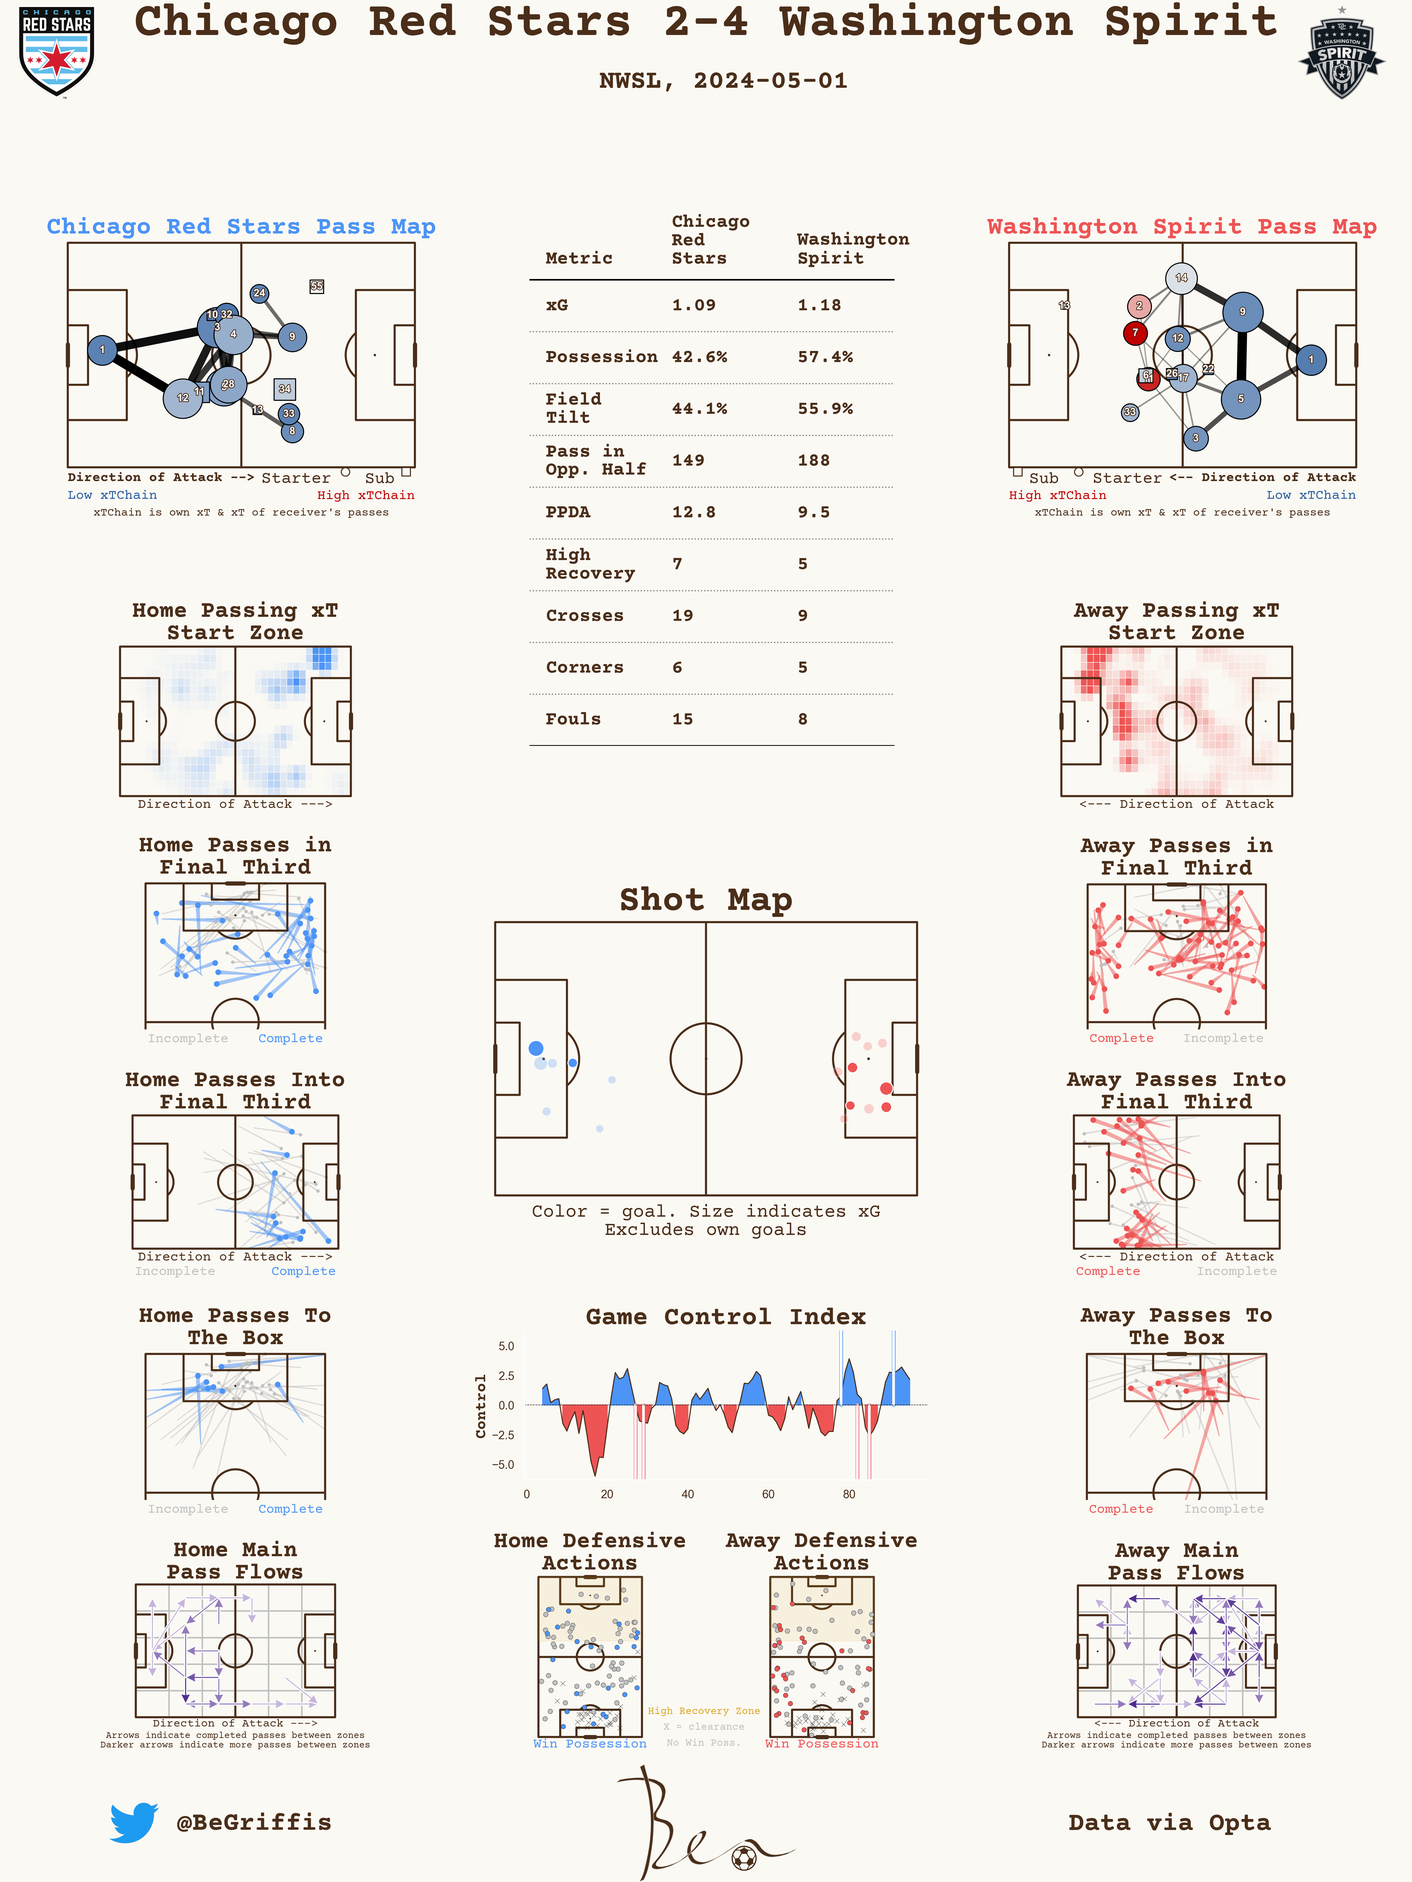 Chicago Red Stars 2-4 Washington Spirit
NWSL, 2024-05-01
CHICAGO
RED STARS
WASHINGTON
SPIRIT
Chicago Red Stars Pass Map
1
10
32
3
4
24
55
9
12
11
28
34
13
33
8
Direction of Attack --> Starter Sub
Low xTChain High xTChain
xTChain is own xT & xT of receiver's passes
Metric Chicago Red Stars Washington Spirit
xG 1.09 1.18
Possession 42.6% 57.4%
Field Tilt 44.1% 55.9%
Pass in Opp. Half 149 188
PPDA 12.8 9.5
High Recovery 7 5
Crosses 19 9
Corners 6 5
Fouls 15 8
Washington Spirit Pass Map
14
13
2
9
7
12
1
6
26
17
22
5
33
3
Sub Starter <-- Direction of Attack
High xTChain Low xTChain
xTChain is own xT & xT of receiver's passes
Home Passing xT
Start Zone
Direction of Attack --->
Away Passing xT
Start Zone
<--- Direction of Attack
Home Passes in
Final Third
Incomplete Complete
Away Passes in
Final Third
Complete Incomplete
Shot Map
Color = goal. Size indicates xG
Excludes own goals
Home Passes Into
Final Third
Direction of Attack --->
Incomplete Complete
Away Passes Into
Final Third
<--- Direction of Attack
Complete Incomplete
Home Passes To
The Box
Incomplete Complete
Game Control Index
Control
5.0
2.5
0.0
−2.5
−5.0
0 20 40 60 80
Away Passes To
The Box
Complete Incomplete
Home Main
Pass Flows
Direction of Attack --->
Arrows indicate completed passes between zones
Darker arrows indicate more passes between zones
Home Defensive
Actions
Win Possession
Away Defensive
Actions
Win Possession
High Recovery Zone
X = clearance
No Win Poss.
Away Main
Pass Flows
<--- Direction of Attack
Arrows indicate completed passes between zones
Darker arrows indicate more passes between zones
@BeGriffis
Ben
Data via Opta